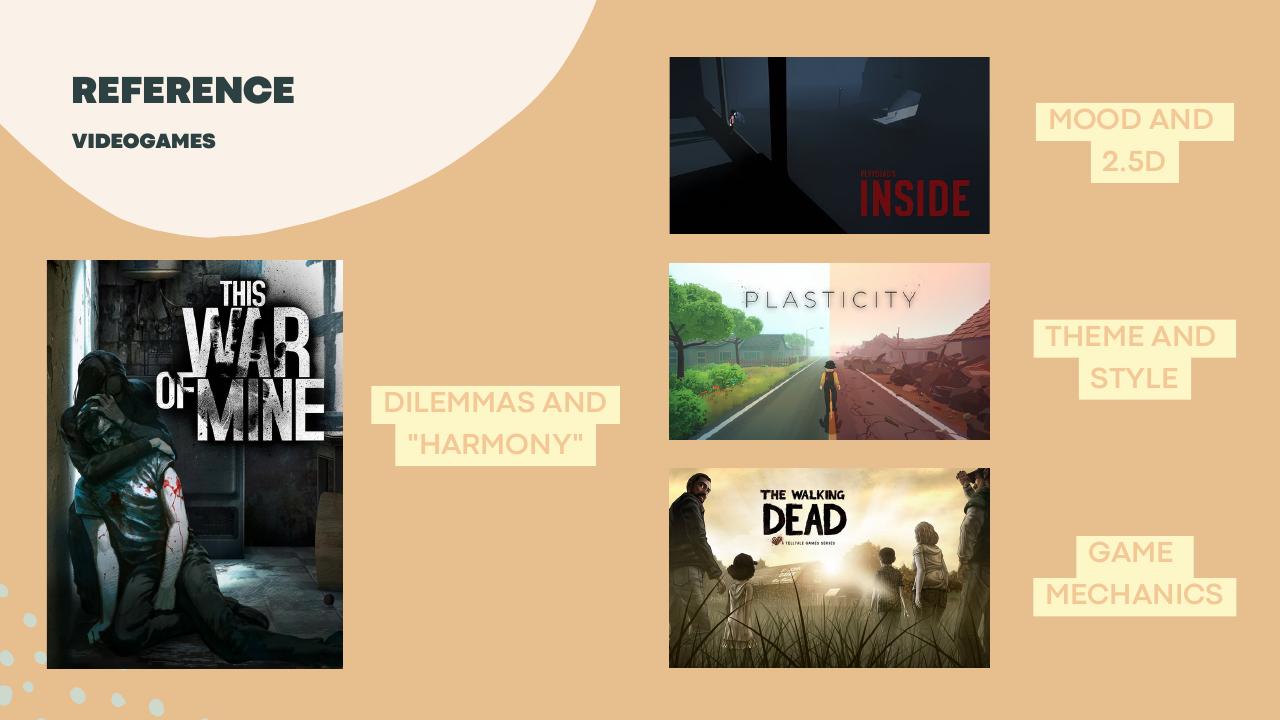 REFERENCE
VIDEOGAMES
THIS
WAR
OF MINE
DILEMMAS AND
"HARMONY"
PLAYDEAD'S
INSIDE
MOOD AND
2.5D
PLASTICITY
THEME AND
STYLE
THE WALKING
DEAD
A TELLTALE GAMES SERIES
GAME
MECHANICS